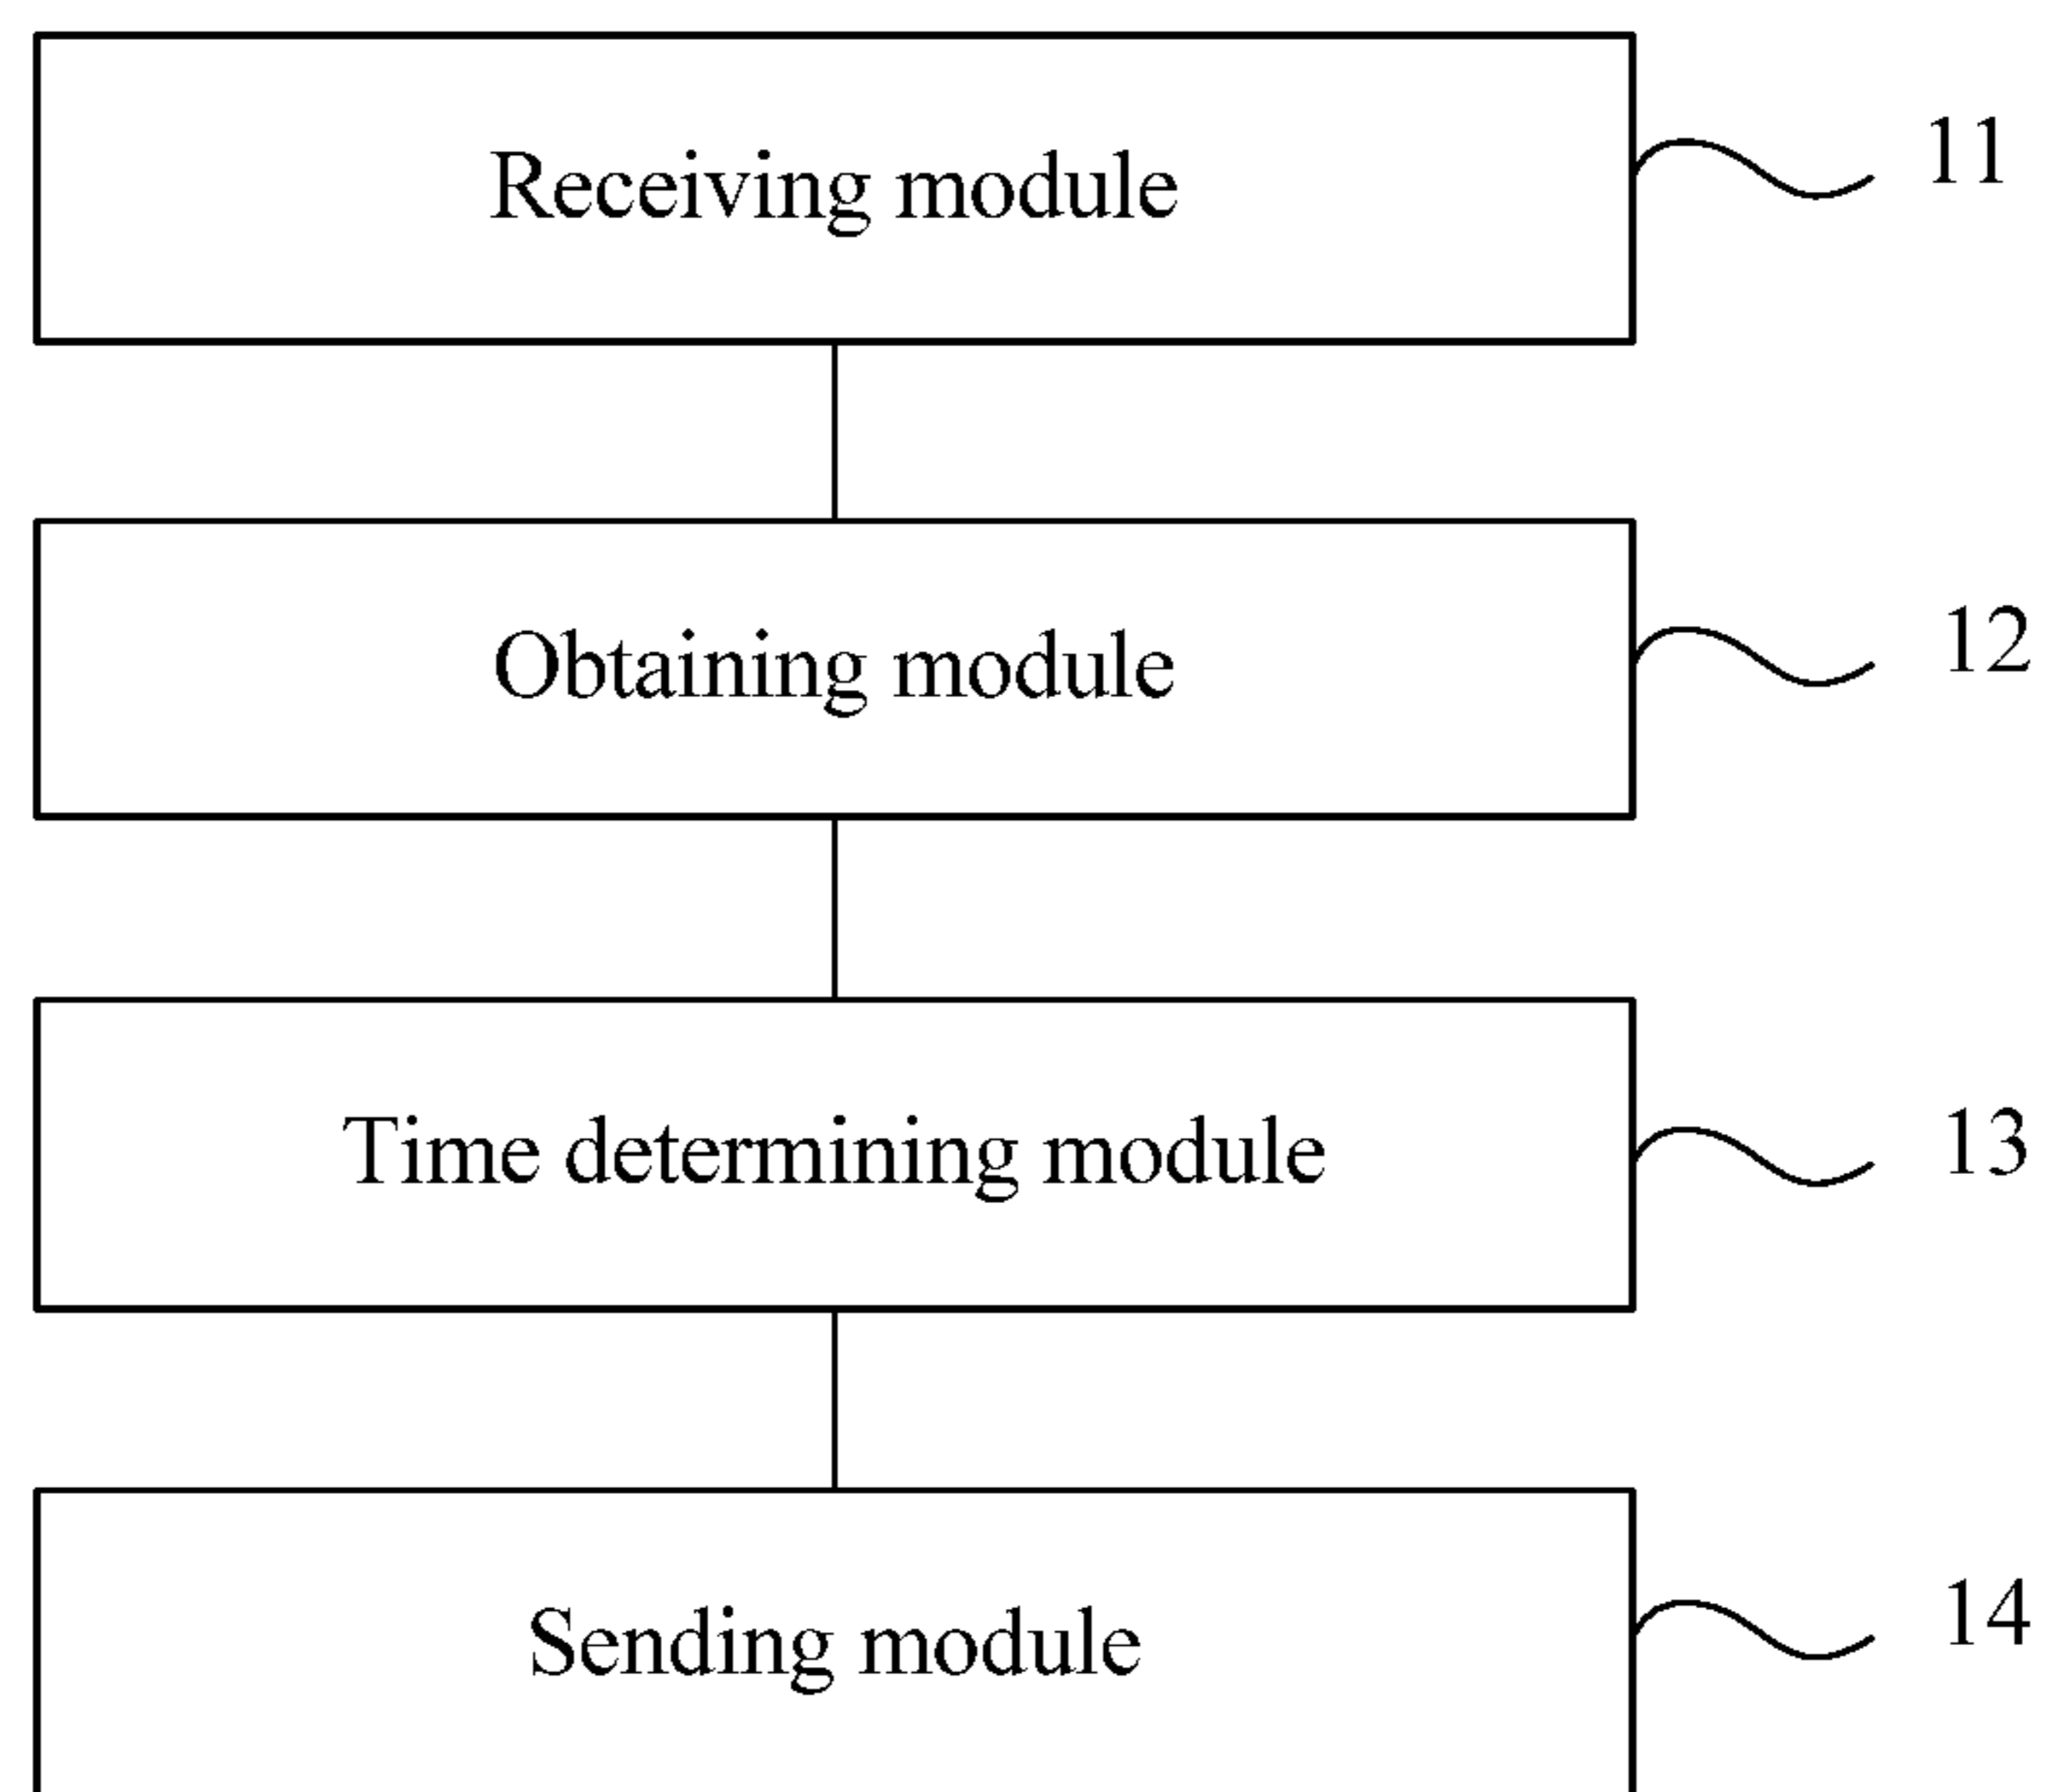 Receiving module 11
Obtaining module 12
Time determining module 13
Sending module 14